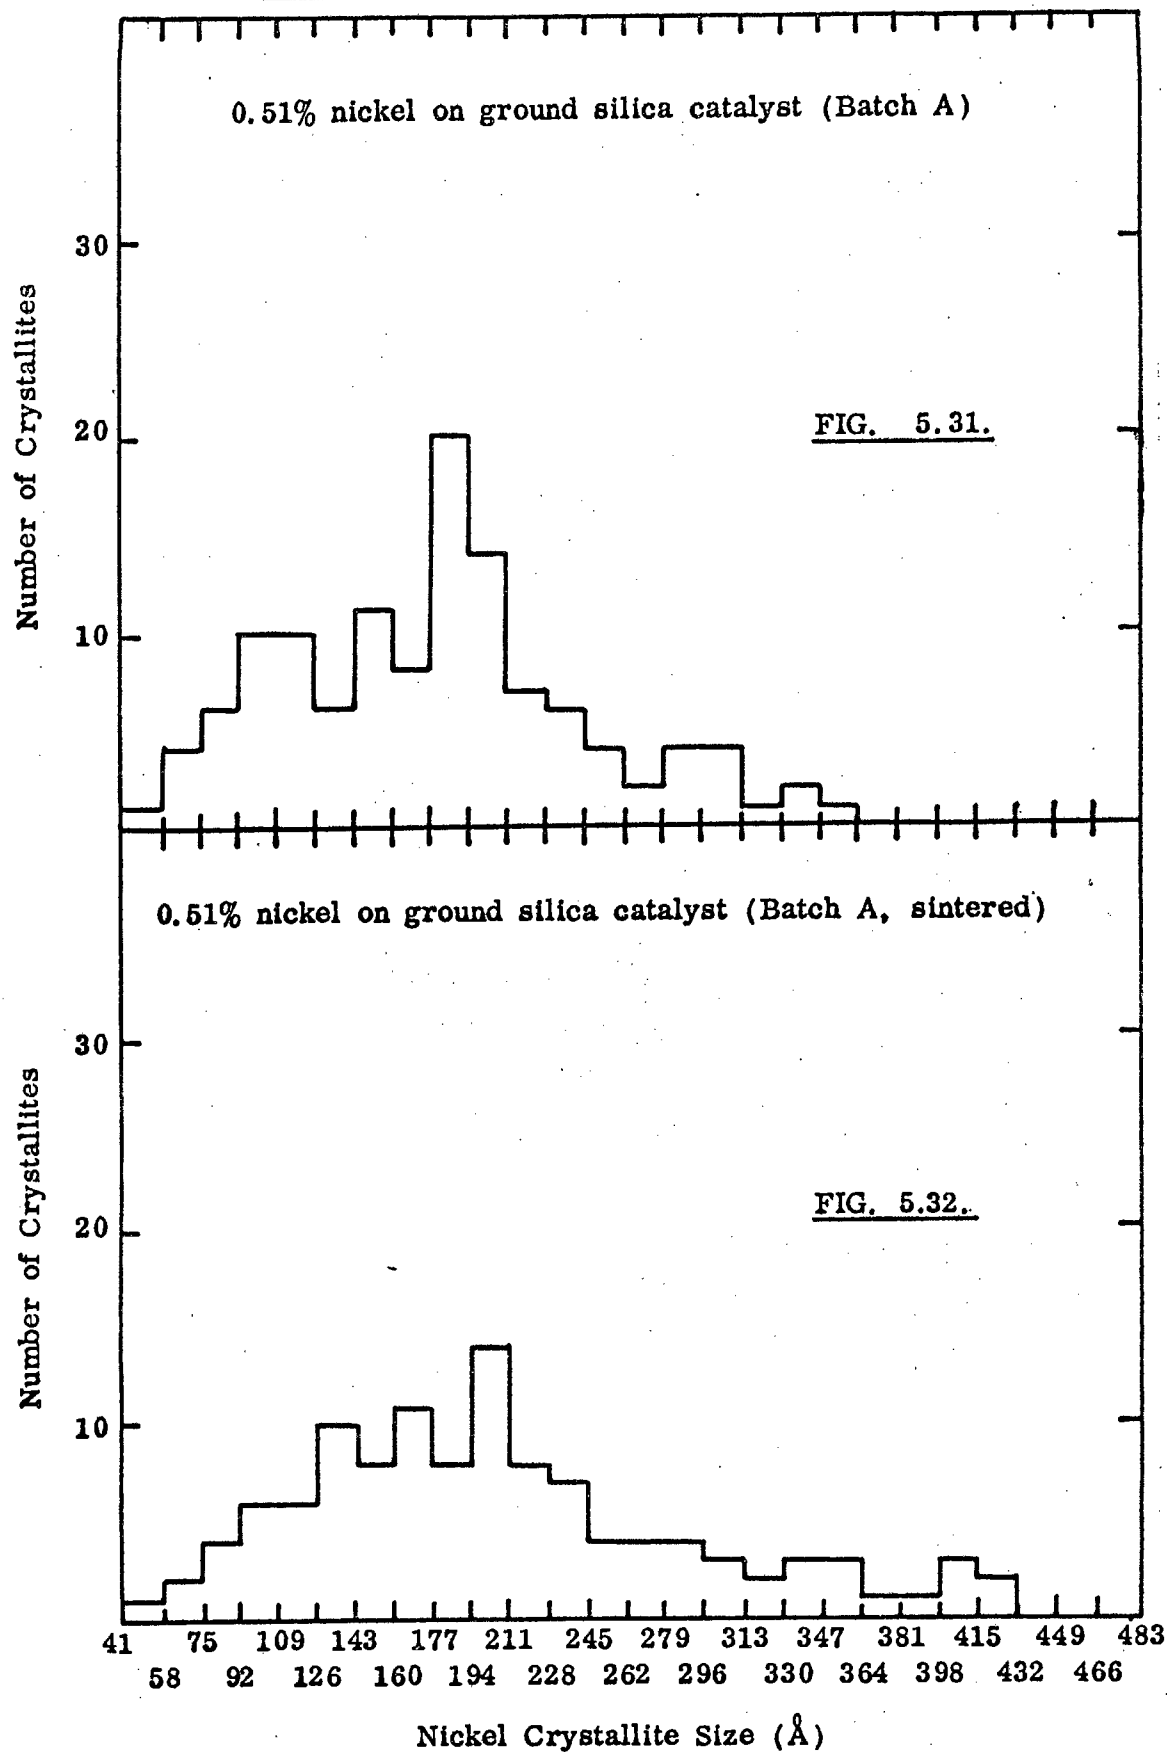 0.51% nickel on ground silica catalyst (Batch A)
30
20
10
Number of Crystallites
FIG. 5.31.
0.51% nickel on ground silica catalyst (Batch A, sintered)
30
20
10
Number of Crystallites
FIG. 5.32.
41 75 109 143 177 211 245 279 313 347 381 415 449 483
58 92 126 160 194 228 262 296 330 364 398 432 466
Nickel Crystallite Size (Å)